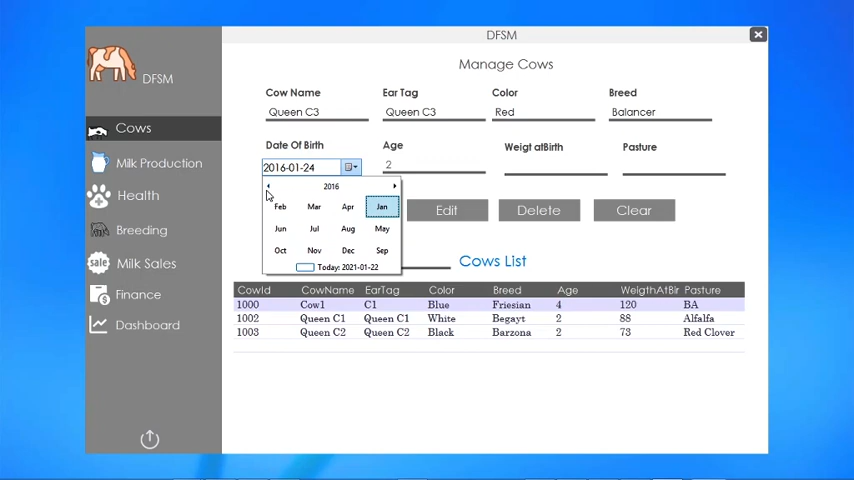 DFSM
DFSM
Manage Cows
Cow Name Ear Tag Color Breed
Queen C3 Queen C3 Red Balancer
Date Of Birth Age Weigt atBirth Pasture
2016-01-24 2
2016
Feb Mar Apr Jan
Jun Jul Aug May
Oct Nov Dec Sep
Today: 2021-01-22
Edit Delete Clear
Cows List
CowId CowName EarTag Color Breed Age WeigthAtBir Pasture
1000 Cow1 C1 Blue Friesian 4 120 BA
1002 Queen C1 Queen C1 White Begayt 2 88 Alfalfa
1003 Queen C2 Queen C2 Black Barzona 2 73 Red Clover
Cows
Milk Production
Health
Breeding
sale Milk Sales
Finance
Dashboard